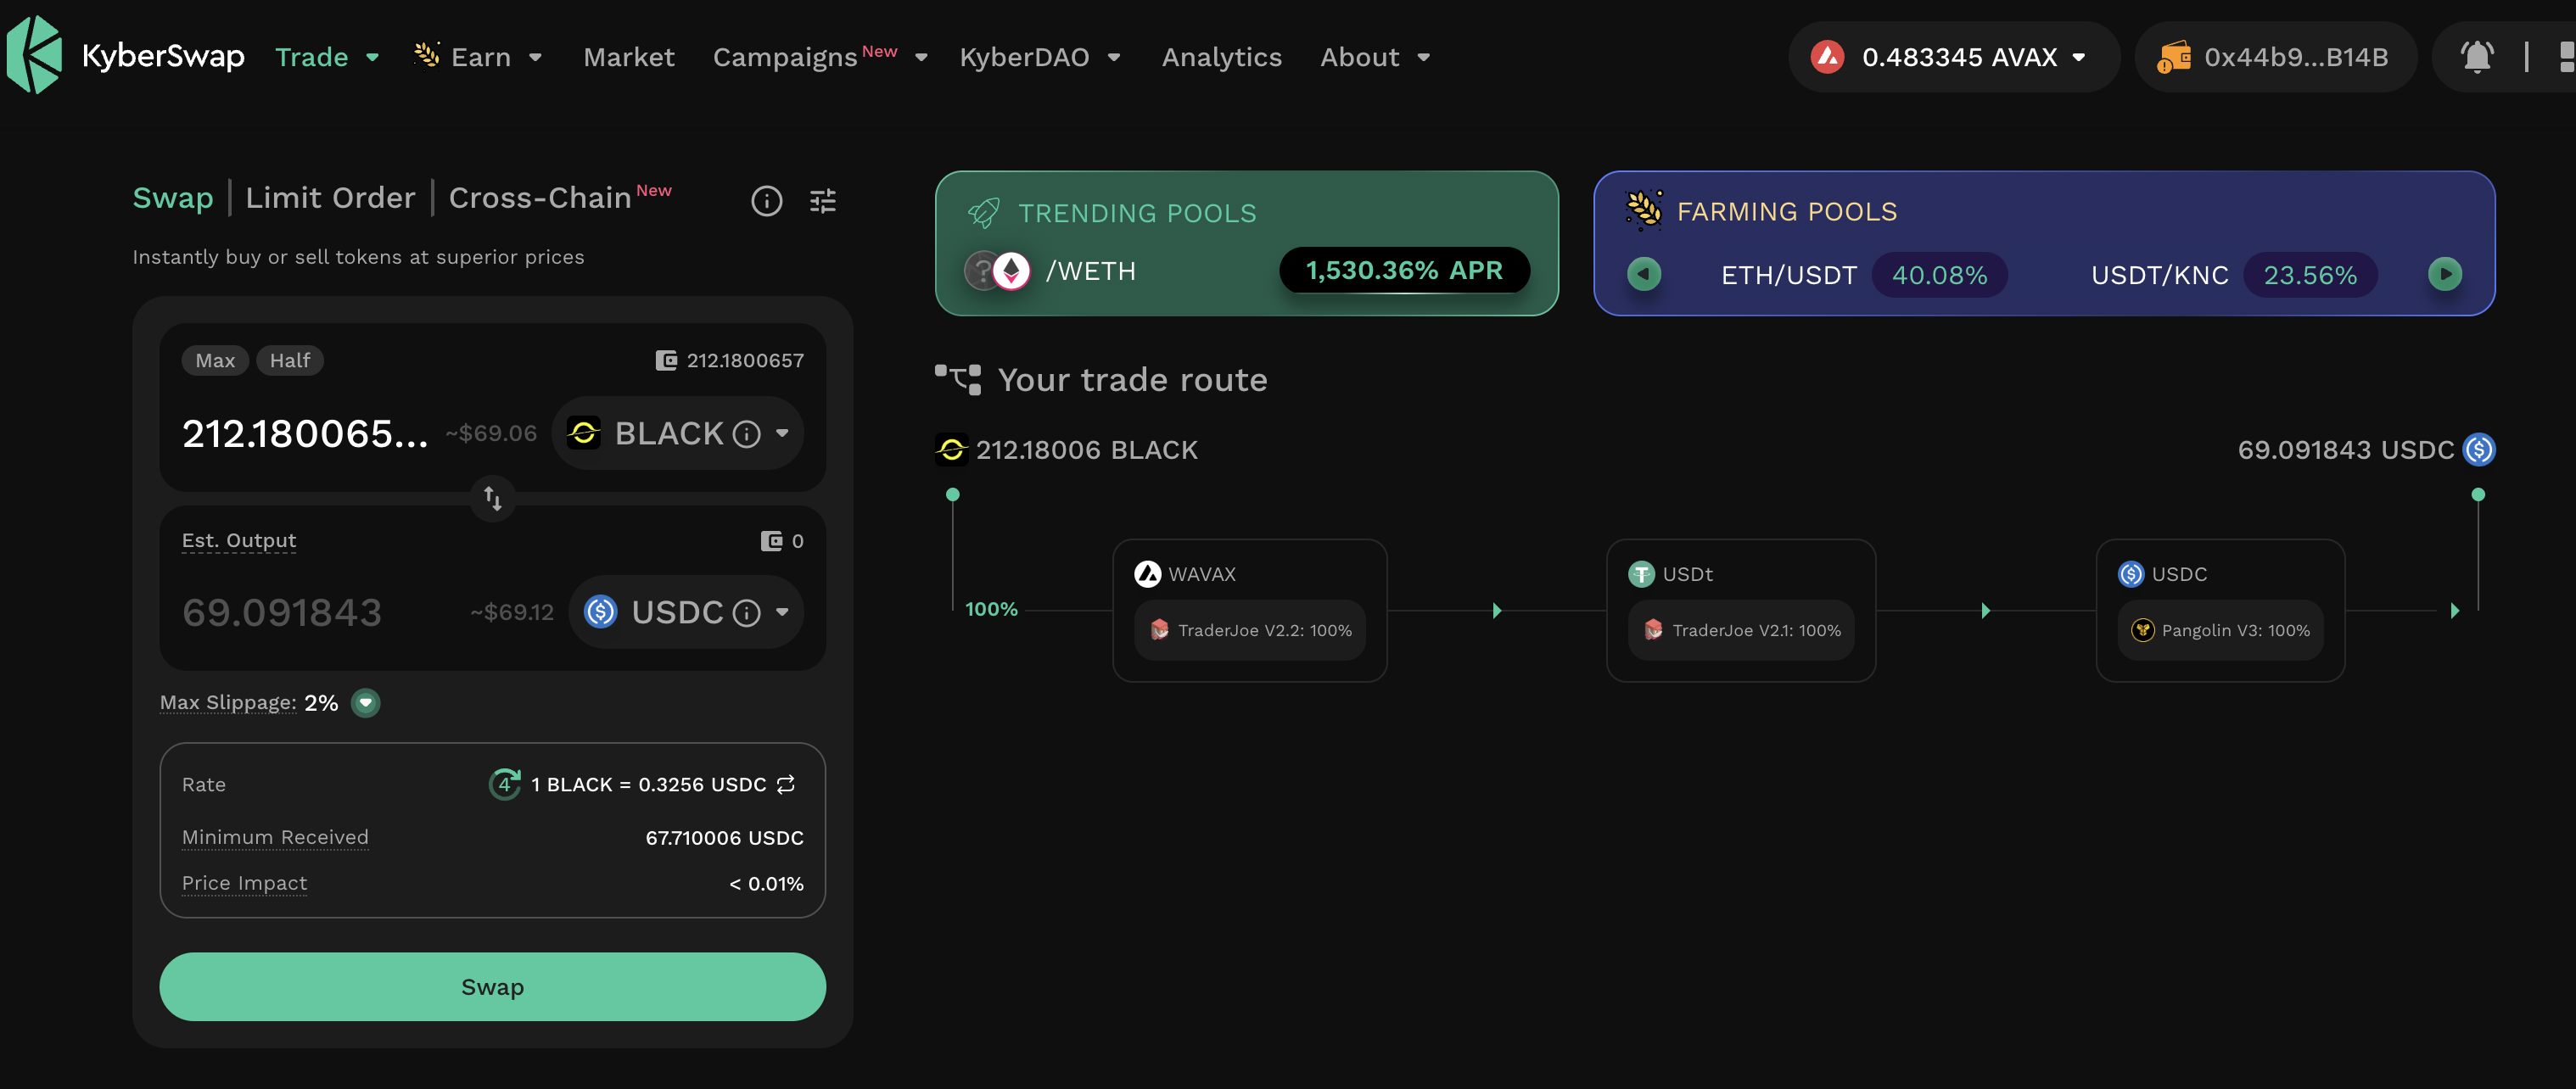 KyberSwap Trade Earn Market Campaigns New KyberDAO Analytics About 0.483345 AVAX 0x44b9...B14B
Swap | Limit Order | Cross-Chain New
Instantly buy or sell tokens at superior prices
Max Half 212.1800657
212.180065... ~$69.06 BLACK
Est. Output 0
69.091843 ~$69.12 USDC
Max Slippage: 2%
Rate 4 1 BLACK = 0.3256 USDC
Minimum Received 67.710006 USDC
Price Impact < 0.01%
Swap
TRENDING POOLS
/WETH 1,530.36% APR
FARMING POOLS
ETH/USDT 40.08% USDT/KNC 23.56%
Your trade route
212.18006 BLACK 69.091843 USDC
100%
WAVAX
TraderJoe V2.2: 100%
USDt
TraderJoe V2.1: 100%
USDC
Pangolin V3: 100%